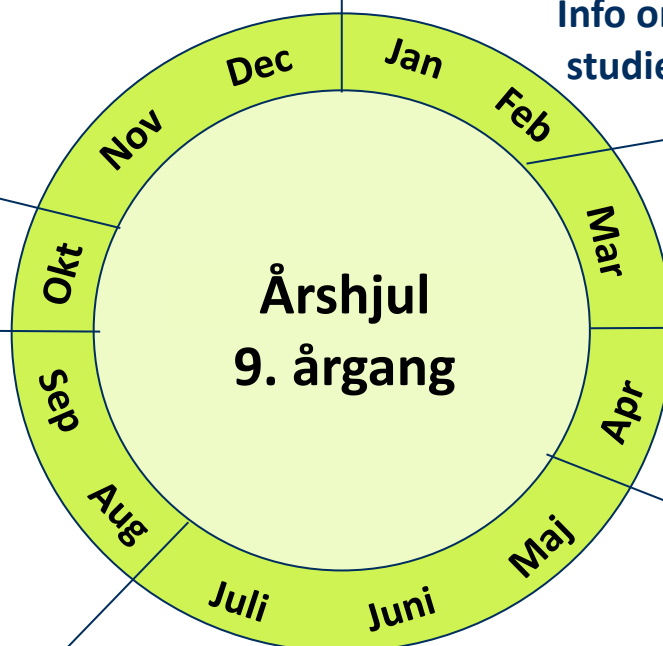 Info
studie
Jan
Feb
Mar
Apr
Maj
Juni
Juli
Aug
Sep
Okt
Nov
Dec
Årshjul
9. årgang